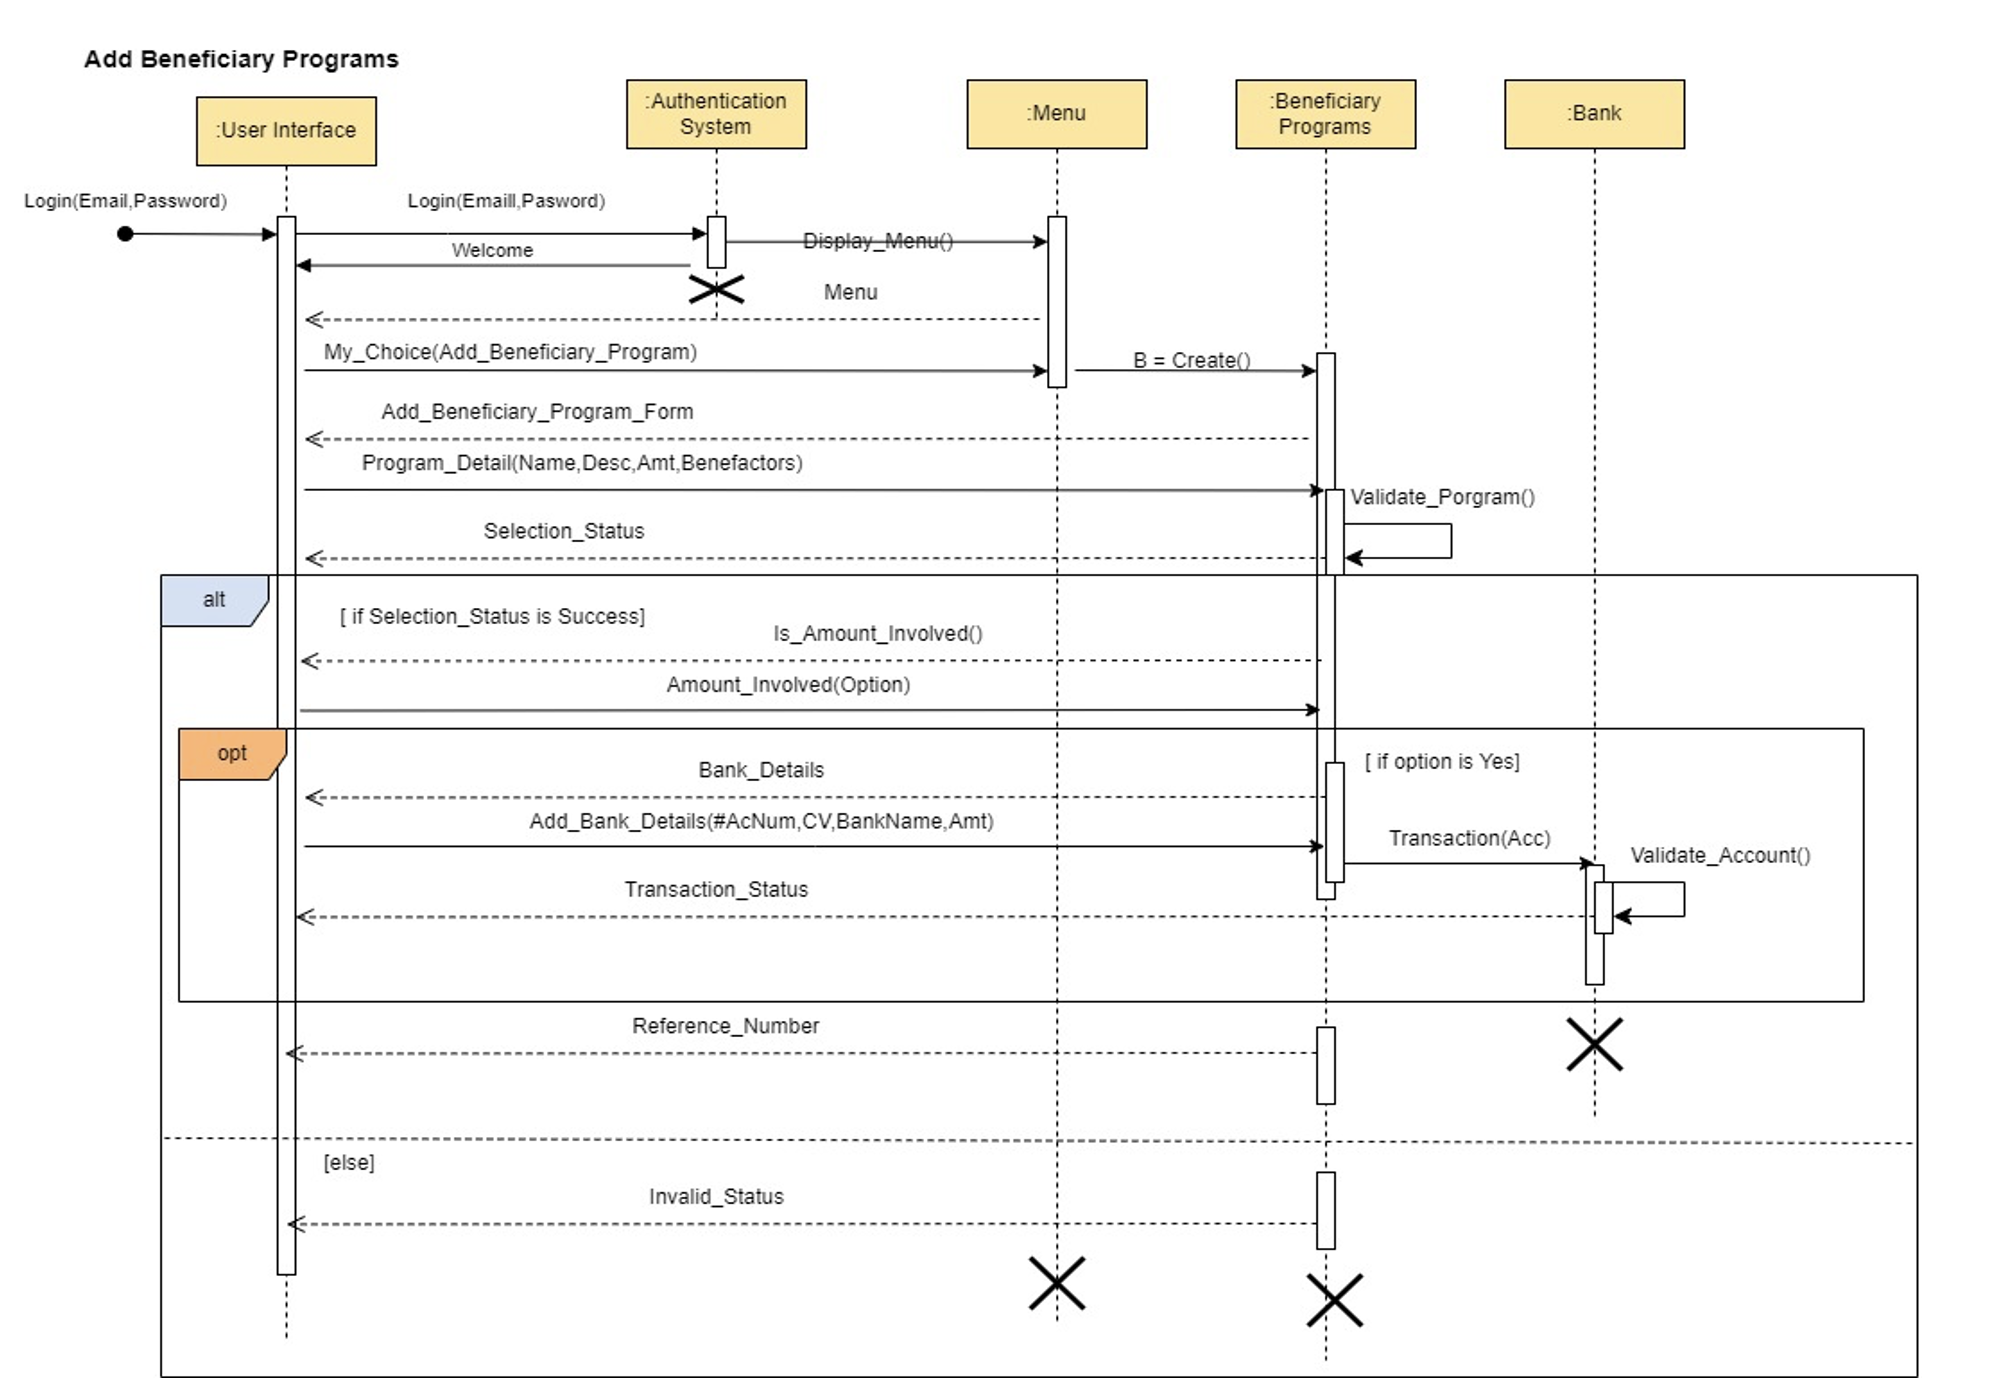 Add Beneficiary Programs
:User Interface
:Authentication
System
:Menu
:Beneficiary
Programs
:Bank
Login(Email,Password)
Login(Emaill,Pasword)
Display_Menu()
Welcome
Menu
My_Choice(Add_Beneficiary_Program)
B = Create()
Add_Beneficiary_Program_Form
Program_Detail(Name,Desc,Amt,Benefactors)
Validate_Porgram()
Selection_Status
alt
[ if Selection_Status is Success]
Is_Amount_Involved()
Amount_Involved(Option)
opt
[ if option is Yes]
Bank_Details
Add_Bank_Details(#AcNum,CV,BankName,Amt)
Transaction(Acc)
Validate_Account()
Transaction_Status
Reference_Number
[else]
Invalid_Status